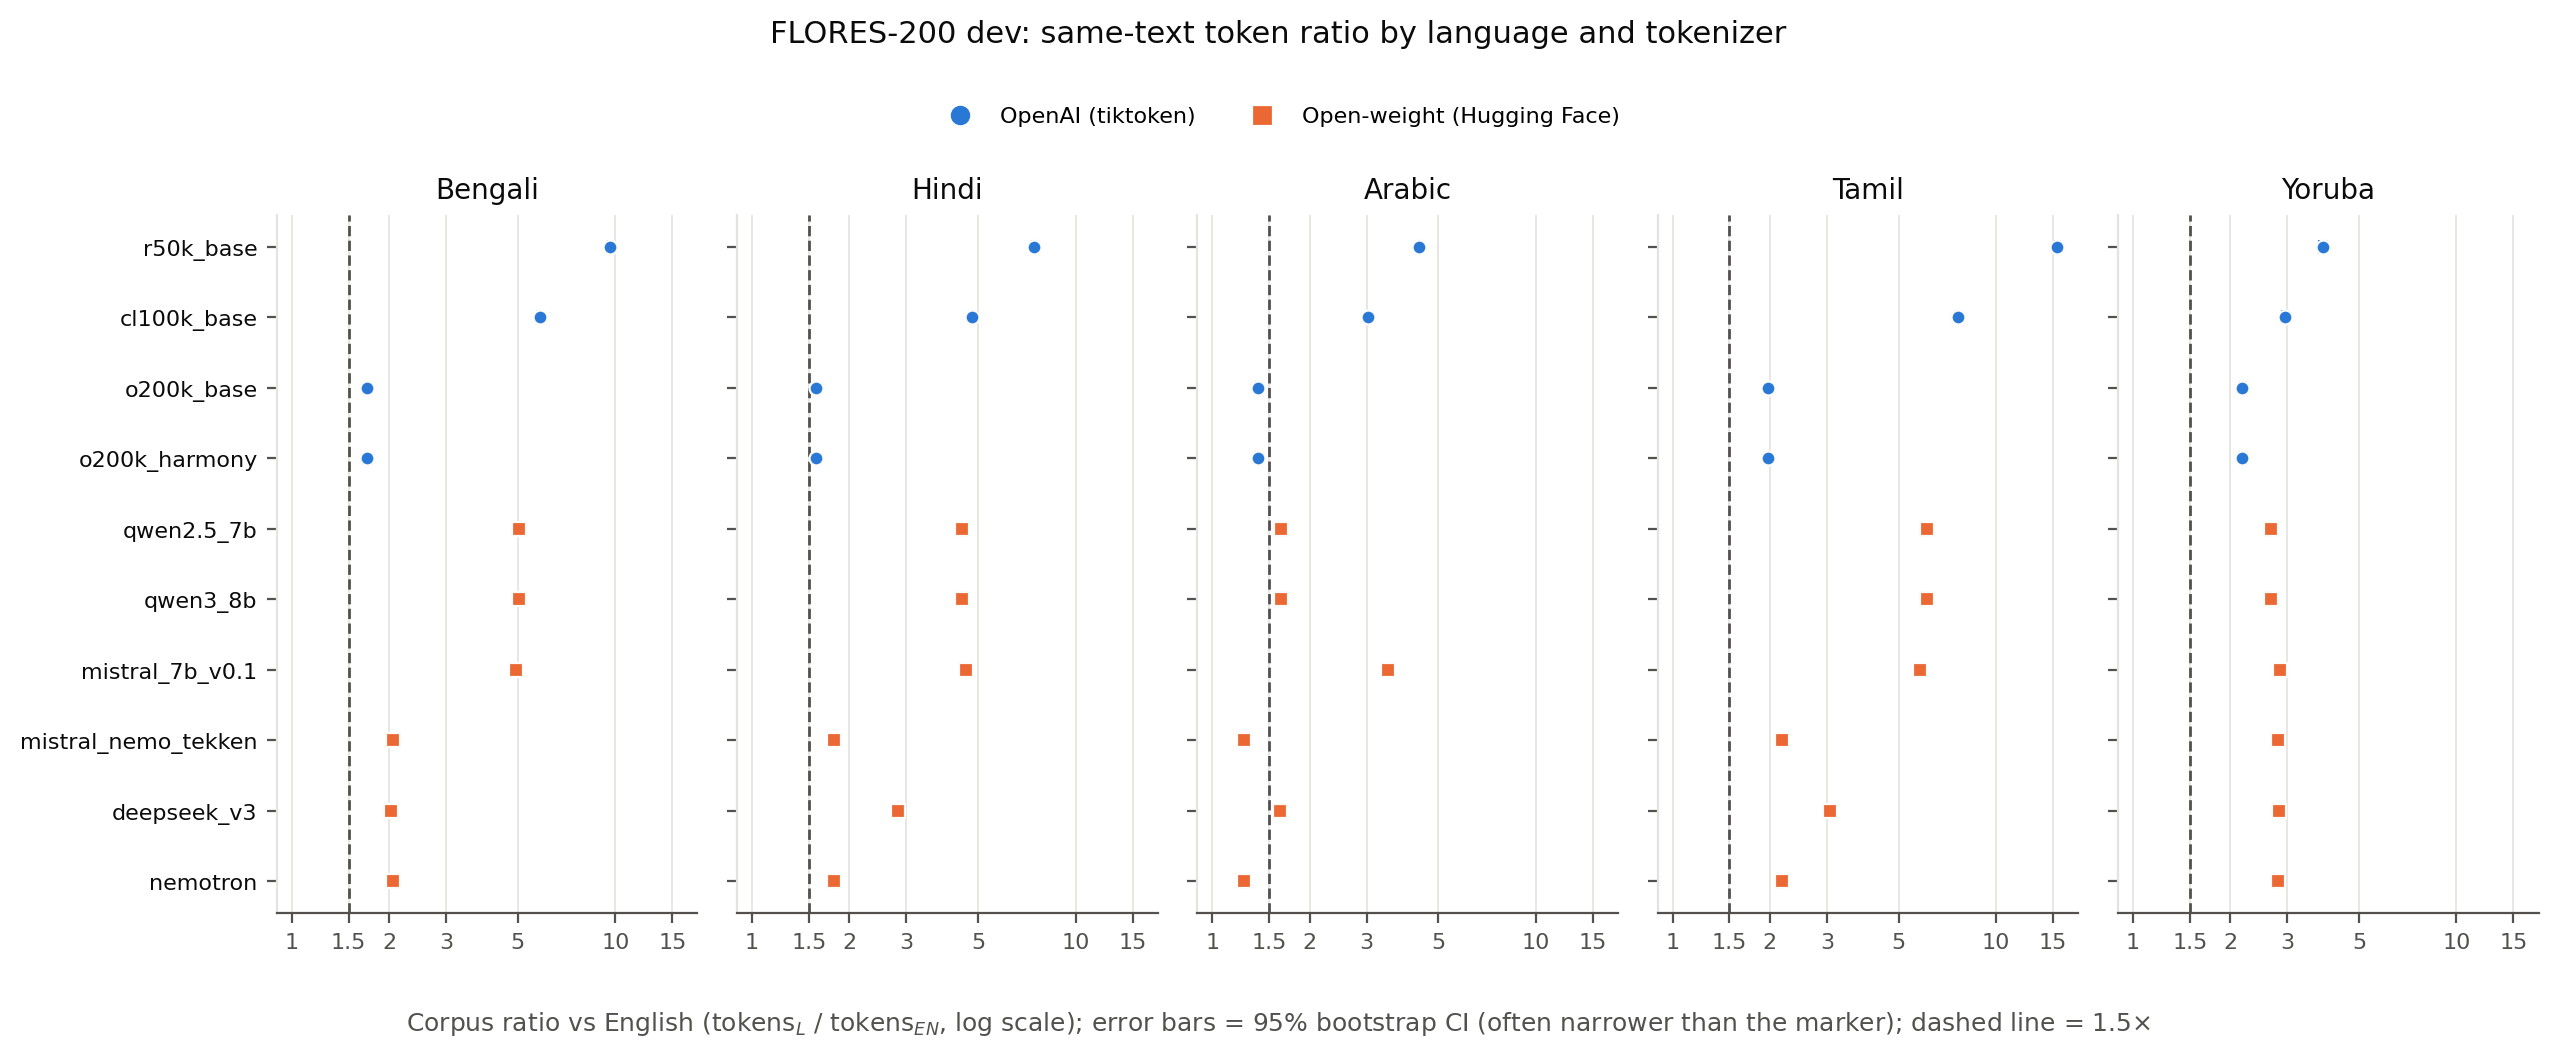 FLORES-200 dev: same-text token ratio by language and tokenizer
OpenAI (tiktoken) Open-weight (Hugging Face)
Bengali Hindi Arabic Tamil Yoruba
r50k_base
cl100k_base
o200k_base
o200k_harmony
qwen2.5_7b
qwen3_8b
mistral_7b_v0.1
mistral_nemo_tekken
deepseek_v3
nemotron
1 1.5 2 3 5 10 15 1 1.5 2 3 5 10 15 1 1.5 2 3 5 10 15 1 1.5 2 3 5 10 15 1 1.5 2 3 5 10 15
Corpus ratio vs English (tokens_L / tokens_EN, log scale); error bars = 95% bootstrap CI (often narrower than the marker); dashed line = 1.5×